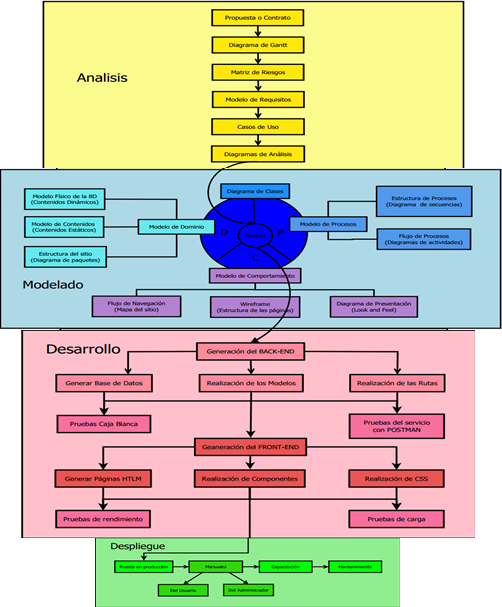 Analisis
Propuesta o Contrato
Diagrama de Gantt
Matriz de Riesgos
Modelo de Requisitos
Casos de Uso
Diagramas de Análisis
Modelado
Diagrama de Clases
Modelo Físico de la BD
(Contenidos Dinámicos)
Modelo de Contenidos
(Contenidos Estáticos)
Estructura del sitio
(Diagrama de paquetes)
Modelo de Dominio
D
P
C
Modelo
Modelo de Procesos
Estructura de Procesos
(Diagrama de secuencias)
Flujo de Procesos
(Diagramas de actividades)
Modelo de Comportamiento
Flujo de Navegación
(Mapa del sitio)
Wireframe
(Estructura de las páginas)
Diagrama de Presentación
(Look and Feel)
Desarrollo
Generación del BACK-END
Generar Base de Datos
Realización de los Modelos
Realización de las Rutas
Pruebas Caja Blanca
Pruebas del servicio
con POSTMAN
Geaneración del FRONT-END
Generar Páginas HTLM
Realización de Componentes
Realización de CSS
Pruebas de rendimiento
Pruebas de carga
Despliegue
Puesta en producción
Manuales
Capacitación
Mantenimiento
Del Usuario
Del Administrador